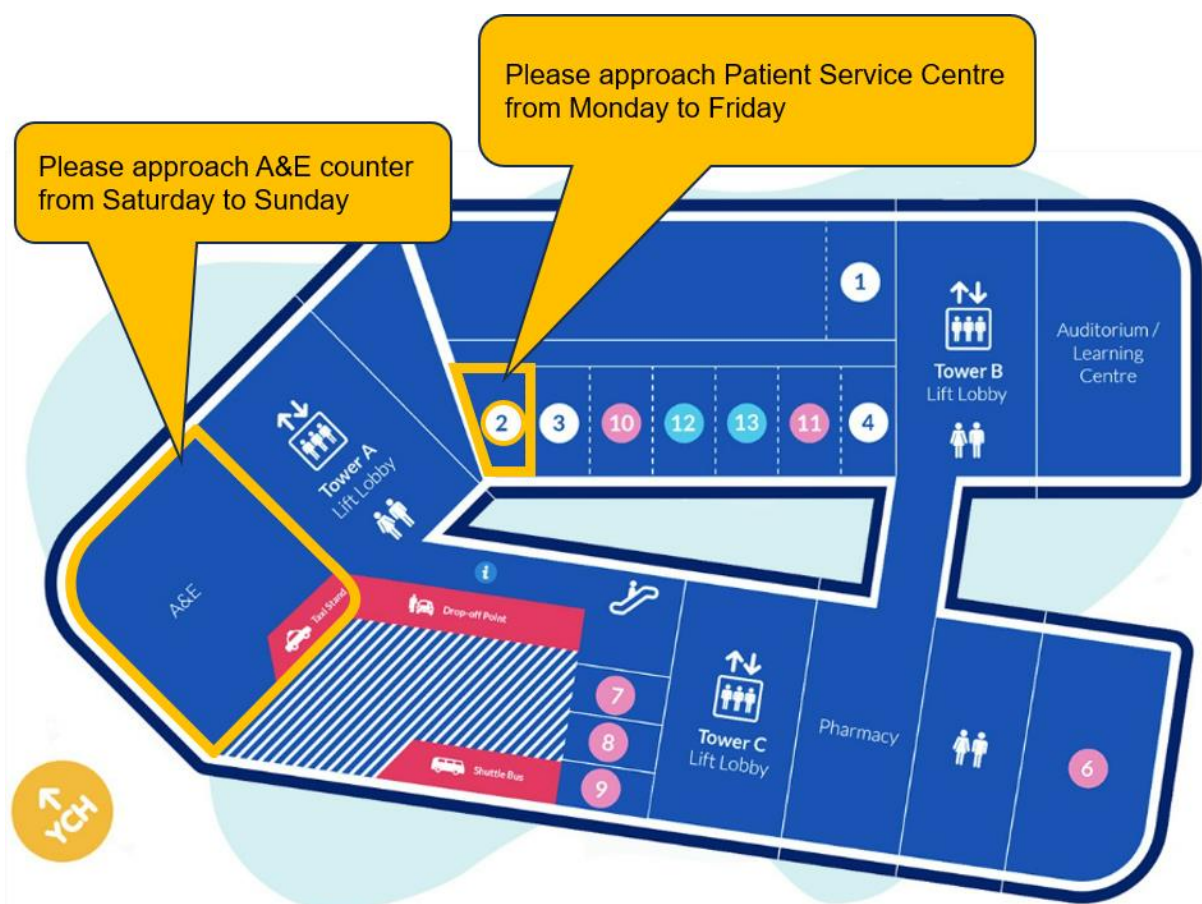 Please approach Patient Service Centre
from Monday to Friday
Please approach A&E counter
from Saturday to Sunday
1
Tower B
Lift Lobby
Auditorium /
Learning
Centre
2
3
10
12
13
11
4
Tower A
Lift Lobby
A&E
Taxi Stand
i
Drop-off Point
7
8
9
Shuttle Bus
Tower C
Lift Lobby
Pharmacy
6
YCH